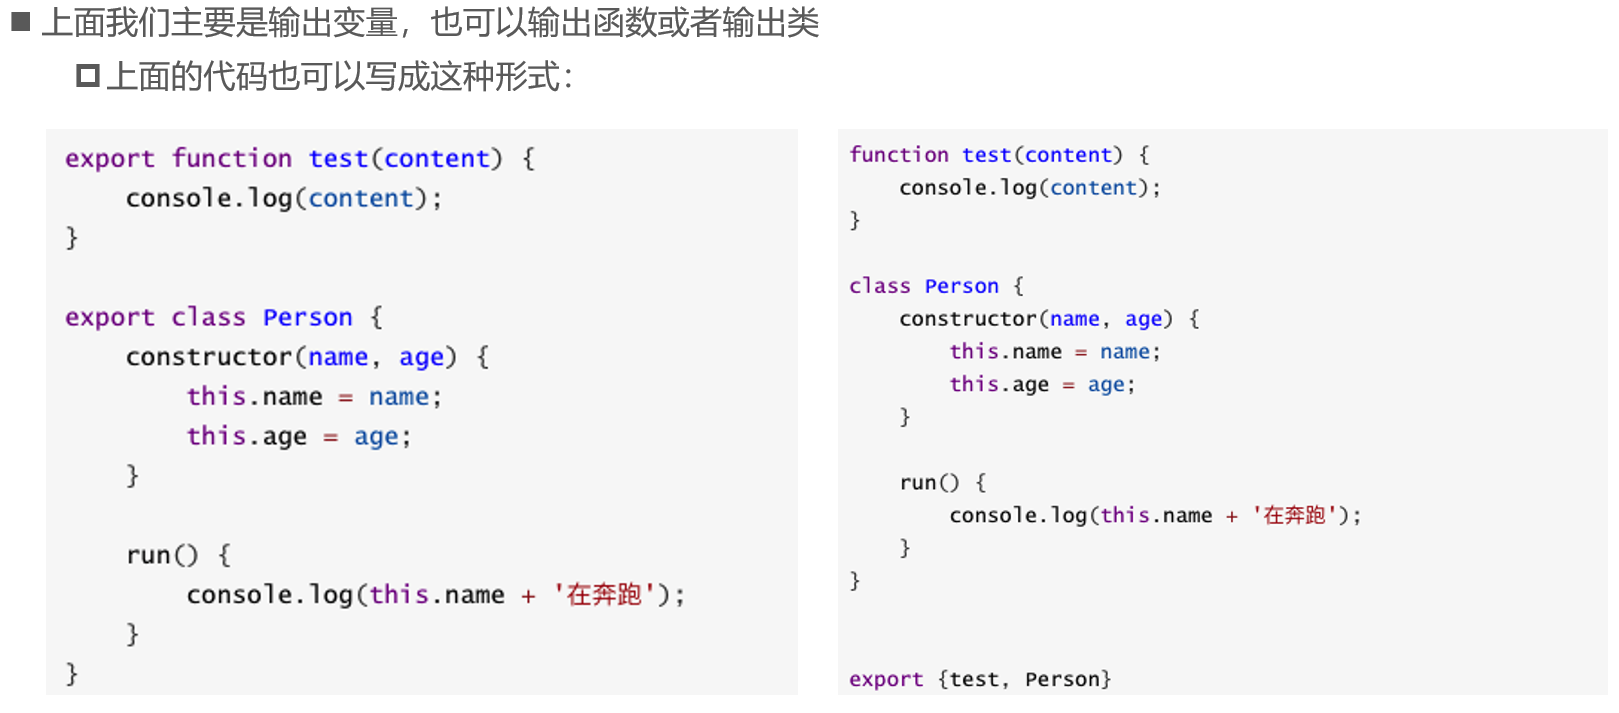 上面我们主要是输出变量，也可以输出函数或者输出类
上面的代码也可以写成这种形式：
export function test(content) {
    console.log(content);
}
export class Person {
    constructor(name, age) {
        this.name = name;
        this.age = age;
    }
    run() {
        console.log(this.name + '在奔跑');
    }
}
function test(content) {
    console.log(content);
}
class Person {
    constructor(name, age) {
        this.name = name;
        this.age = age;
    }
    run() {
        console.log(this.name + '在奔跑');
    }
}
export {test, Person}